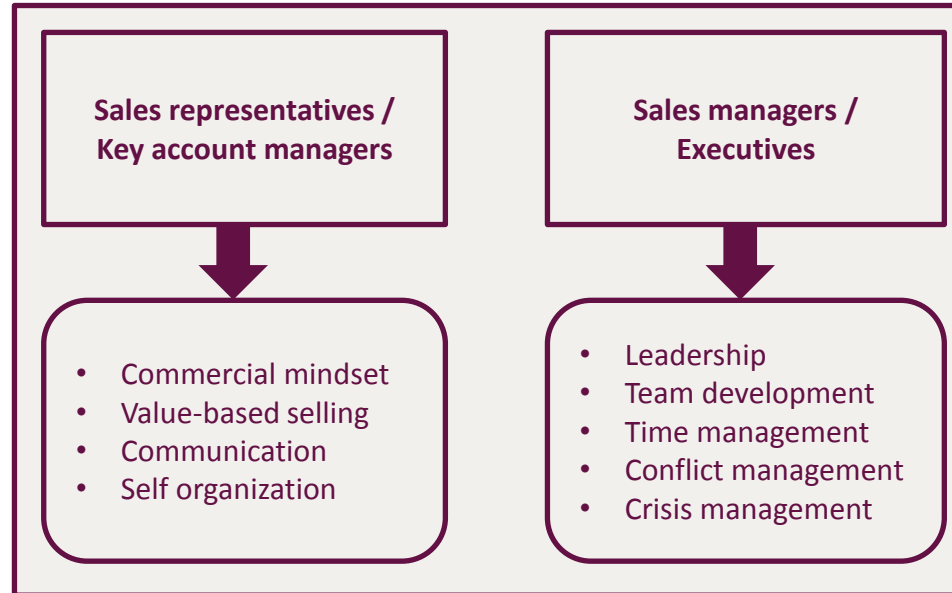 Sales representatives /
Key account managers
• Commercial mindset
• Value-based selling
• Communication
• Self organization
Sales managers /
Executives
• Leadership
• Team development
• Time management
• Conflict management
• Crisis management